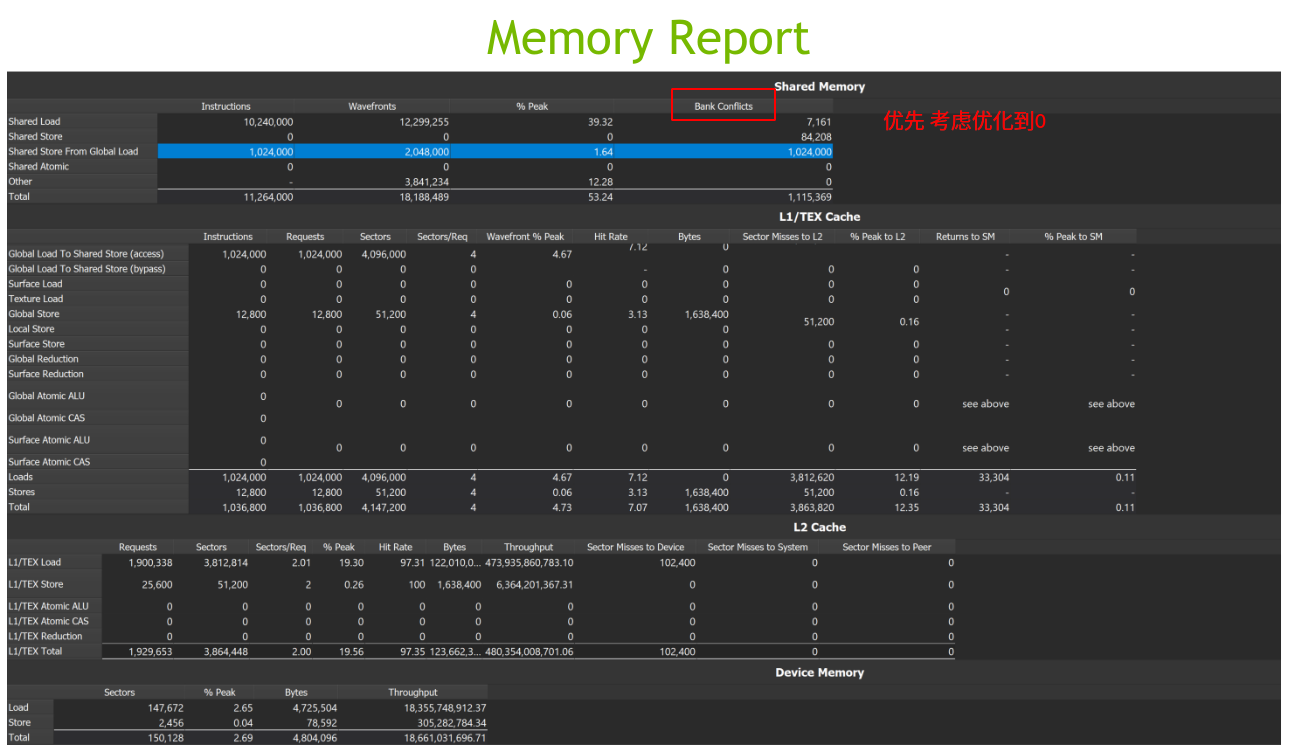 Memory Report
Shared Memory
Instructions Wavefronts % Peak Bank Conflicts
Shared Load 10,240,000 12,299,255 39.32 7,161
优先 考虑优化到0
Shared Store 0 0 0 84,208
Shared Store From Global Load 1,024,000 2,048,000 1.64 1,024,000
Shared Atomic 0 0 0 0
Other - 3,841,234 12.28 0
Total 11,264,000 18,188,489 53.24 1,115,369
L1/TEX Cache
Instructions Requests Sectors Sectors/Req Wavefront % Peak Hit Rate Bytes Sector Misses to L2 % Peak to L2 Returns to SM % Peak to SM
Global Load To Shared Store (access) 1,024,000 1,024,000 4,096,000 4 4.67 7.12 0 - -
Global Load To Shared Store (bypass) 0 0 0 0 - 0 0 0 - -
Surface Load 0 0 0 0 0 0 0 0 0
0 0
Texture Load 0 0 0 0 0 0 0 0 0
Global Store 12,800 12,800 51,200 4 0.06 3.13 1,638,400 - -
51,200 0.16
Local Store 0 0 0 0 0 0 0 - -
Surface Store 0 0 0 0 0 0 0 0 0 - -
Global Reduction 0 0 0 0 0 0 0 0 0 - -
Surface Reduction 0 0 0 0 0 0 0 0 0 - -
Global Atomic ALU 0
0 0 0 0 0 0 0 0 see above see above
Global Atomic CAS 0
Surface Atomic ALU 0
0 0 0 0 0 0 0 0 see above see above
Surface Atomic CAS 0
Loads 1,024,000 1,024,000 4,096,000 4 4.67 7.12 0 3,812,620 12.19 33,304 0.11
Stores 12,800 12,800 51,200 4 0.06 3.13 1,638,400 51,200 0.16 - -
Total 1,036,800 1,036,800 4,147,200 4 4.73 7.07 1,638,400 3,863,820 12.35 33,304 0.11
L2 Cache
Requests Sectors Sectors/Req % Peak Hit Rate Bytes Throughput Sector Misses to Device Sector Misses to System Sector Misses to Peer
L1/TEX Load 1,900,338 3,812,814 2.01 19.30 97.31 122,010,0... 473,935,860,783.10 102,400 0 0
L1/TEX Store 25,600 51,200 2 0.26 100 1,638,400 6,364,201,367.31 0 0 0
L1/TEX Atomic ALU 0 0 0 0 0 0 0 0 0 0
L1/TEX Atomic CAS 0 0 0 0 0 0 0 0 0 0
L1/TEX Reduction 0 0 0 0 0 0 0 0 0 0
L1/TEX Total 1,929,653 3,864,448 2.00 19.56 97.35 123,662,3... 480,354,008,701.06 102,400 0 0
Device Memory
Sectors % Peak Bytes Throughput
Load 147,672 2.65 4,725,504 18,355,748,912.37
Store 2,456 0.04 78,592 305,282,784.34
Total 150,128 2.69 4,804,096 18,661,031,696.71